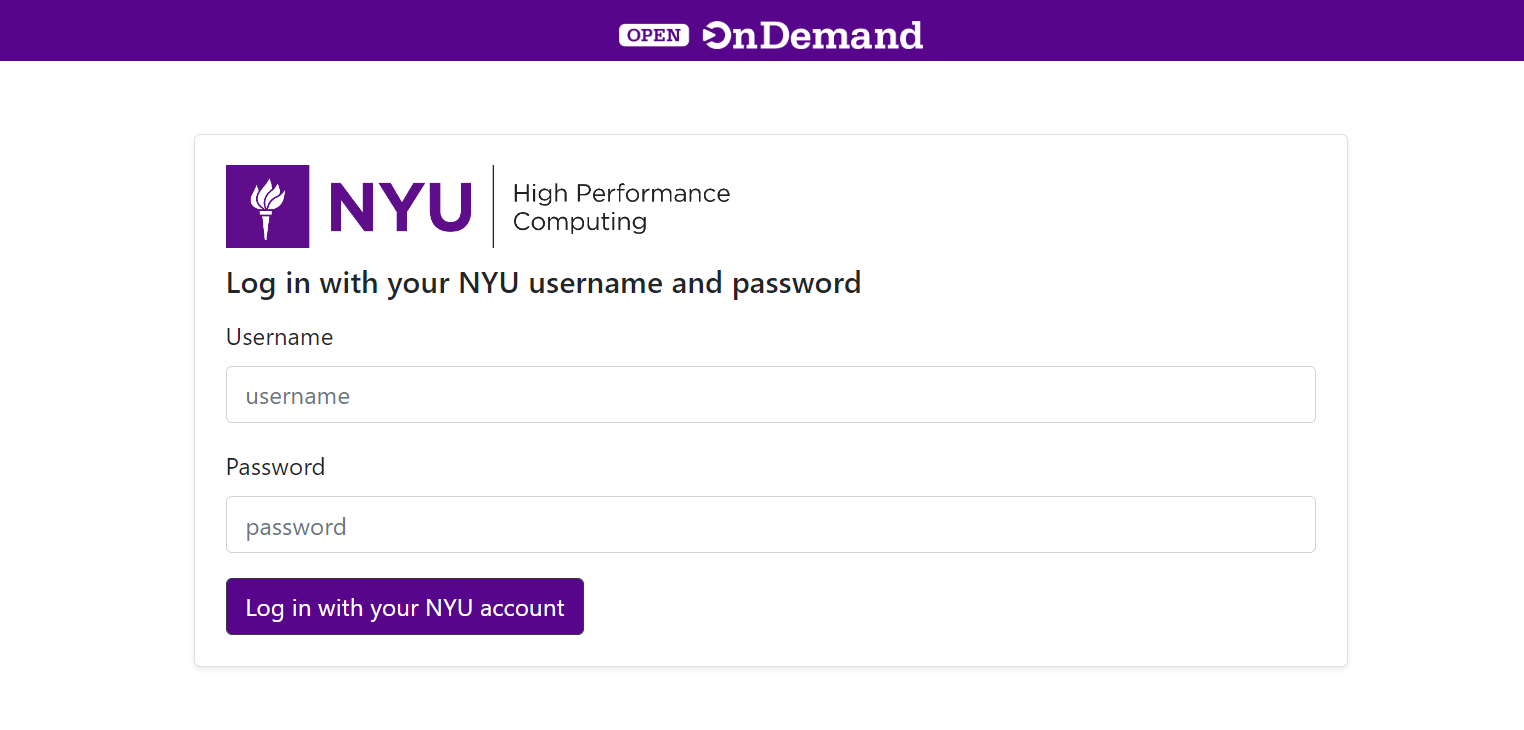 OPEN OnDemand
NYU High Performance
Computing
Log in with your NYU username and password
Username
username
Password
password
Log in with your NYU account